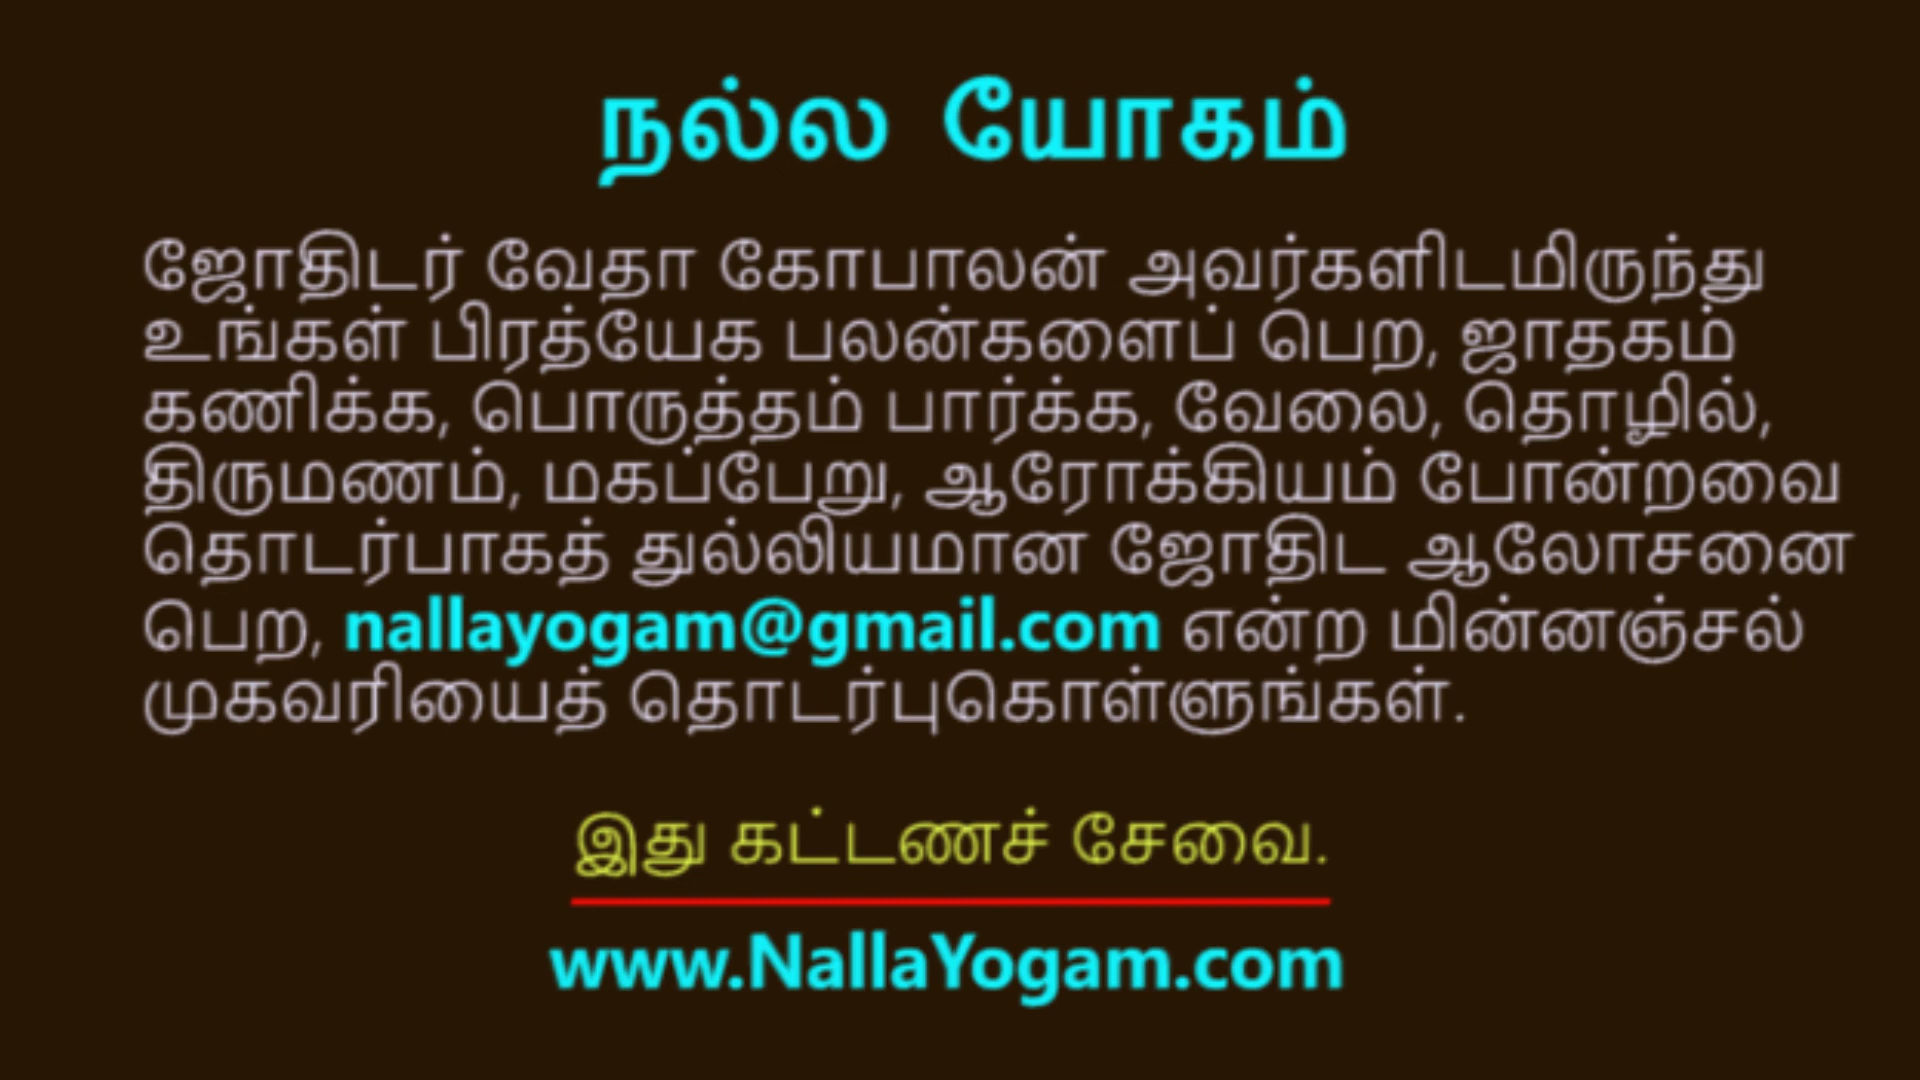 நல்ல யோகம்
ஜோதிடர் வேதா கோபாலன் அவர்களிடமிருந்து
உங்கள் பிரத்யேக பலன்களைப் பெற, ஜாதகம்
கணிக்க, பொருத்தம் பார்க்க, வேலை, தொழில்,
திருமணம், மகப்பேறு, ஆரோக்கியம் போன்றவை
தொடர்பாகத் துல்லியமான ஜோதிட ஆலோசனை
பெற, nallayogam@gmail.com என்ற மின்னஞ்சல்
முகவரியைத் தொடர்புகொள்ளுங்கள்.
இது கட்டணச் சேவை.
www.NallaYogam.com